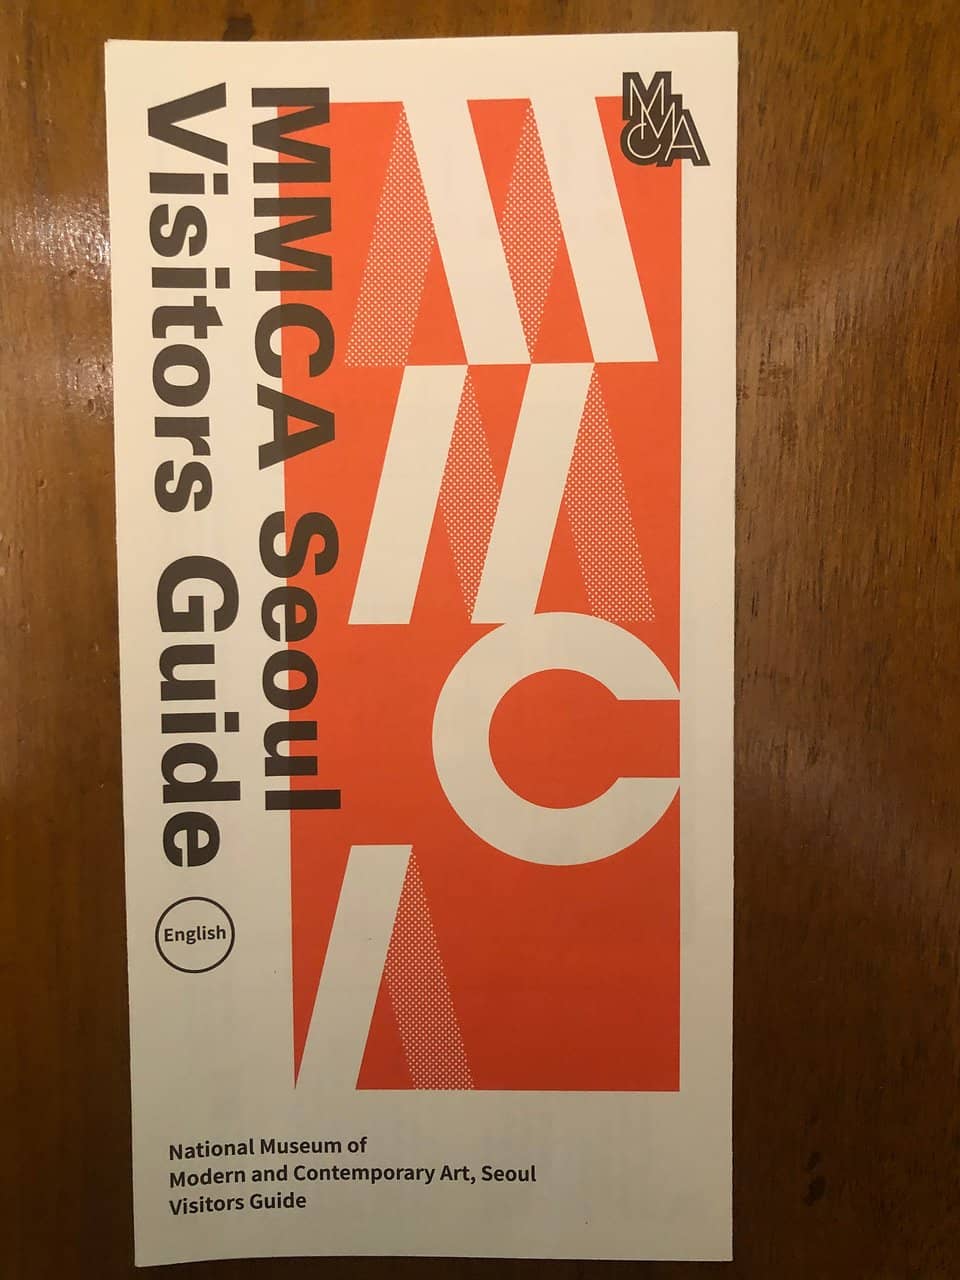 MMCA
MMCA Seoul
Visitors Guide
English
M
M
C
A
National Museum of
Modern and Contemporary Art, Seoul
Visitors Guide